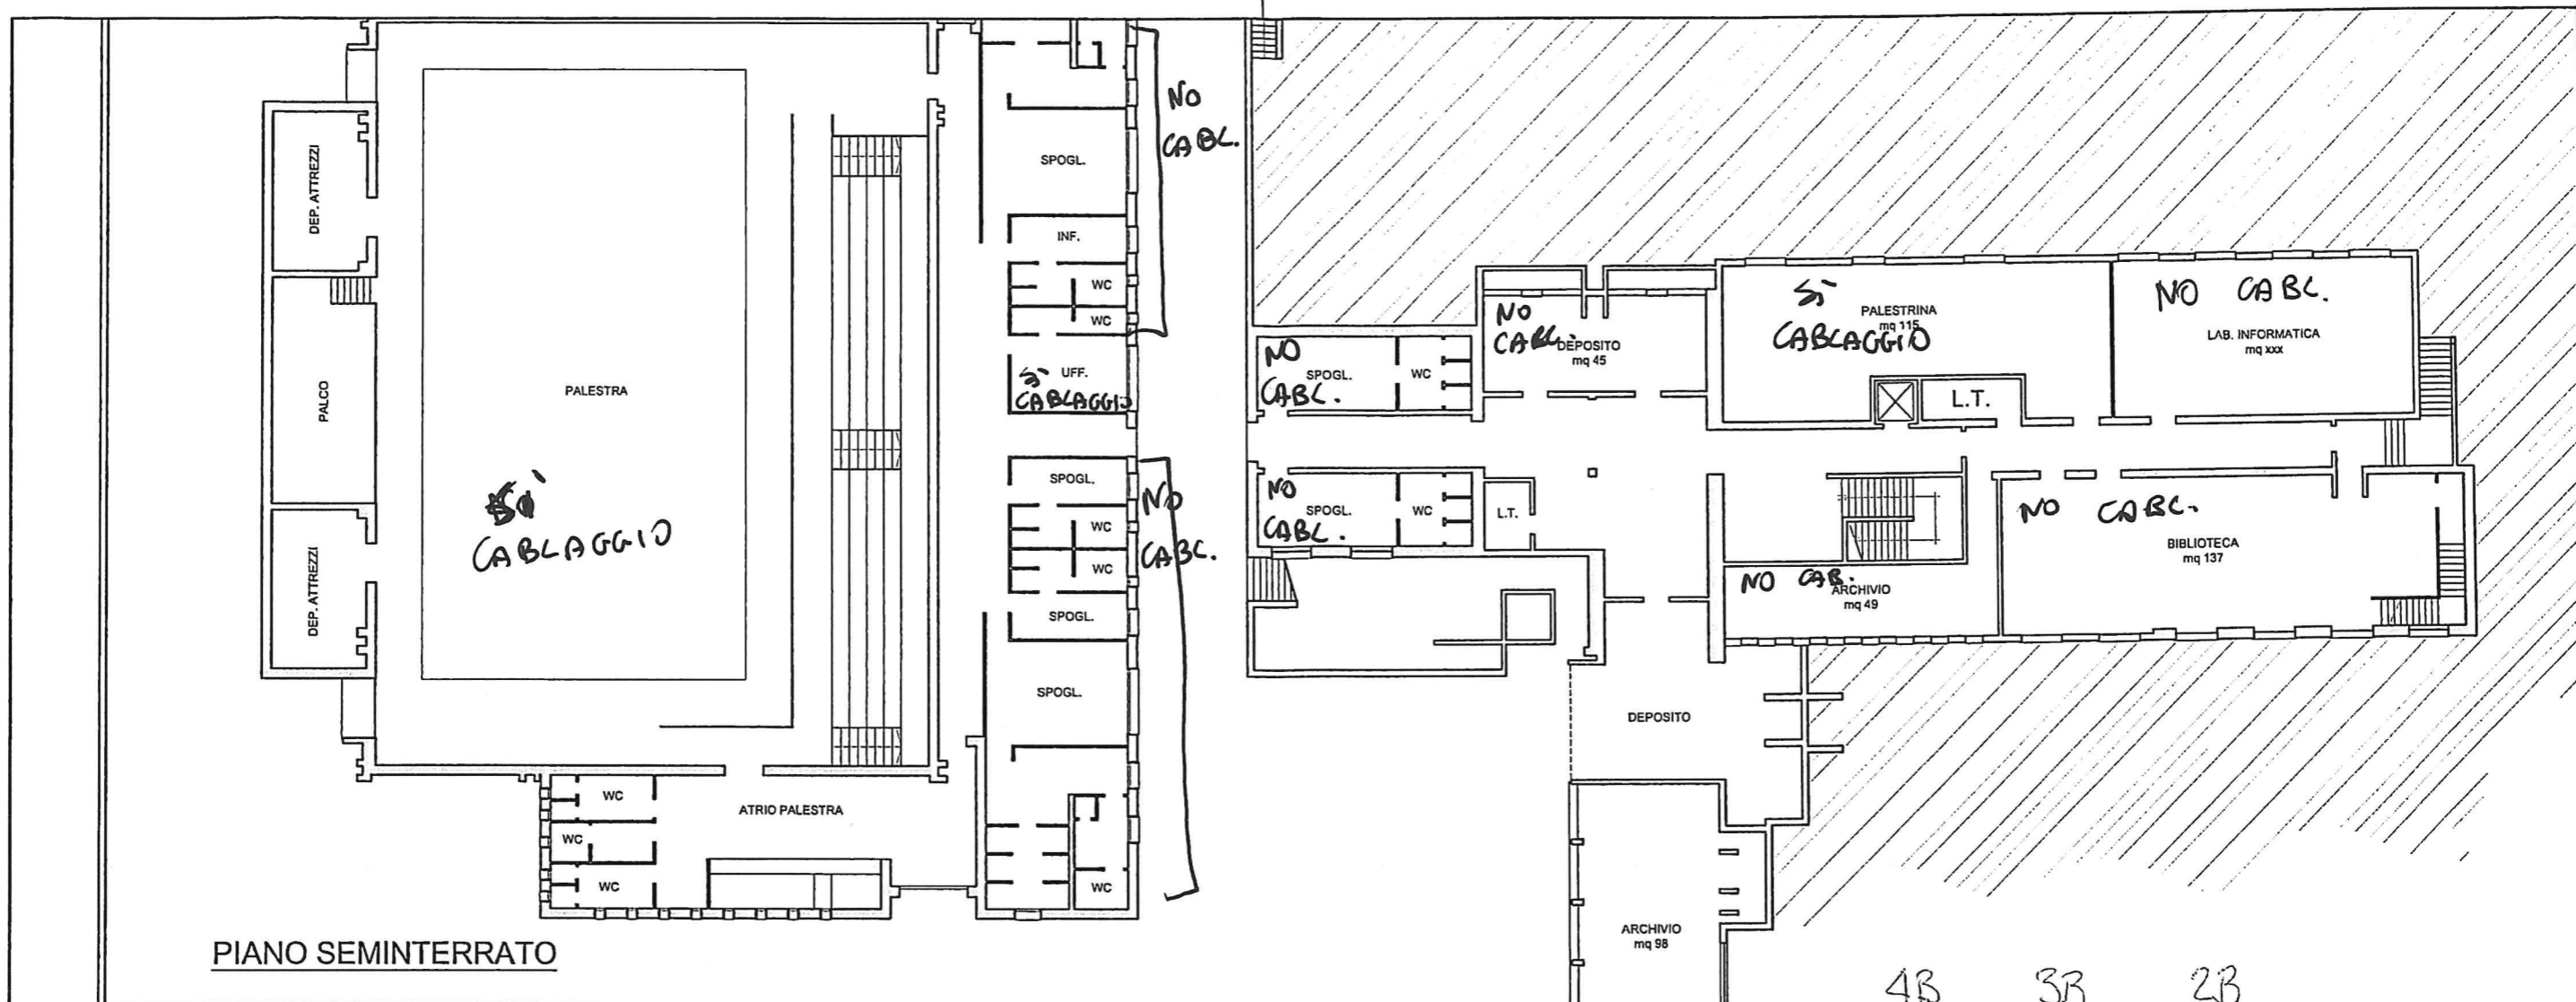 NO
CABL.
SPOGL.
DEP. ATTREZZI
INF.
WC
WC
PALCO
PALESTRA
UFF.
SÌ
CABLAGGIO
SÌ
CABLAGGIO
SPOGL.
NO
CABL.
WC
WC
SPOGL.
DEP. ATTREZZI
SPOGL.
WC
ATRIO PALESTRA
WC
WC
WC
PIANO SEMINTERRATO
NO
CABL.
SPOGL.
WC
NO
CABL.
DEPOSITO
mq 45
SÌ
PALESTRINA
mq 115
CABLAGGIO
NO CABL.
LAB. INFORMATICA
mq xxx
L.T.
NO
CABL.
SPOGL.
WC
L.T.
NO CABL.
BIBLIOTECA
mq 137
NO CAB.
ARCHIVIO
mq 49
DEPOSITO
ARCHIVIO
mq 98
4B 3B 2B